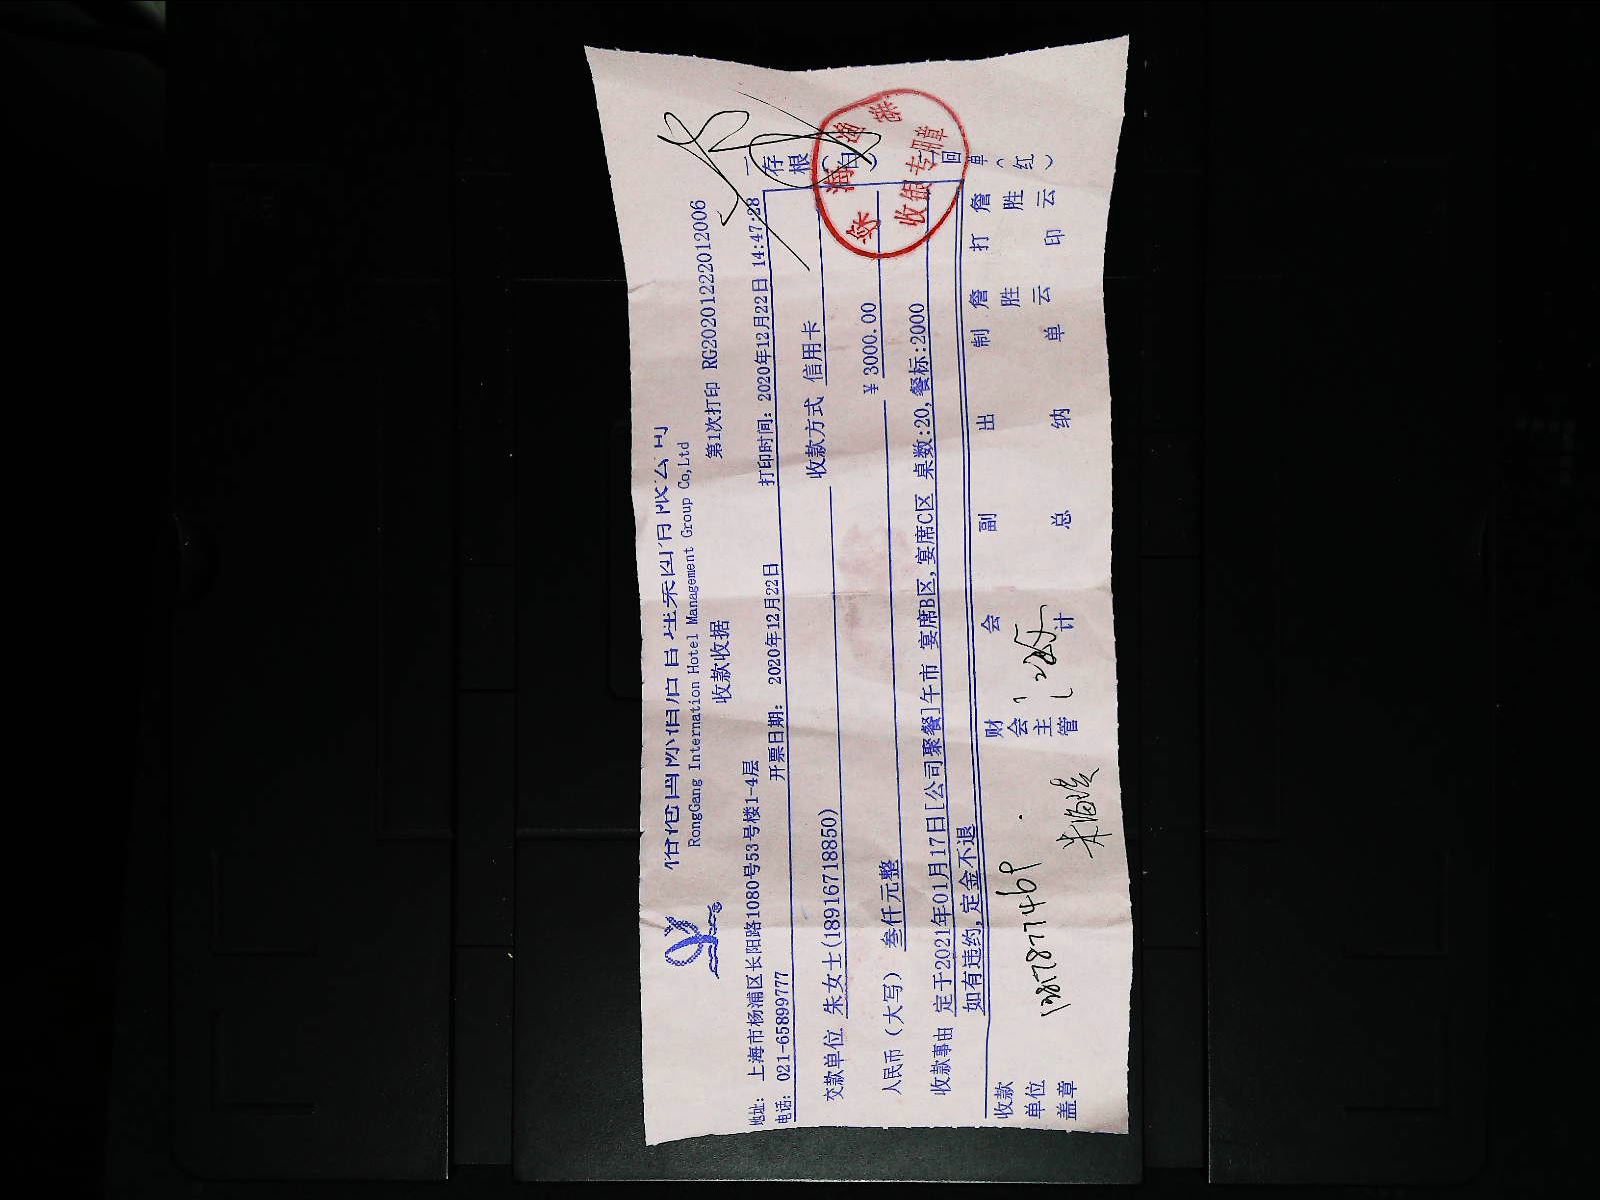 RongGang Internation Hotel Management Group Co,Ltd
收款收据
第1次打印 RG20201222012006
地址: 上海市杨浦区长阳路1080号53号楼1-4层
电话: 021-65899777 开票日期: 2020年12月22日 打印时间: 2020年12月22日 14:47:28
交款单位 朱女士(18916718850) 收款方式 信用卡
人民币(大写) 叁仟元整 ¥ 3000.00
收款事由 定于2021年01月17日[公司聚餐]午市 宴席B区,宴席C区 桌数:20,餐标:2000
如有违约,定金不退
收款单位盖章 财会主管 会计 副总 出纳 制单 詹胜云 打印 詹胜云
一存根(白) 二回单(红)
收银专用章